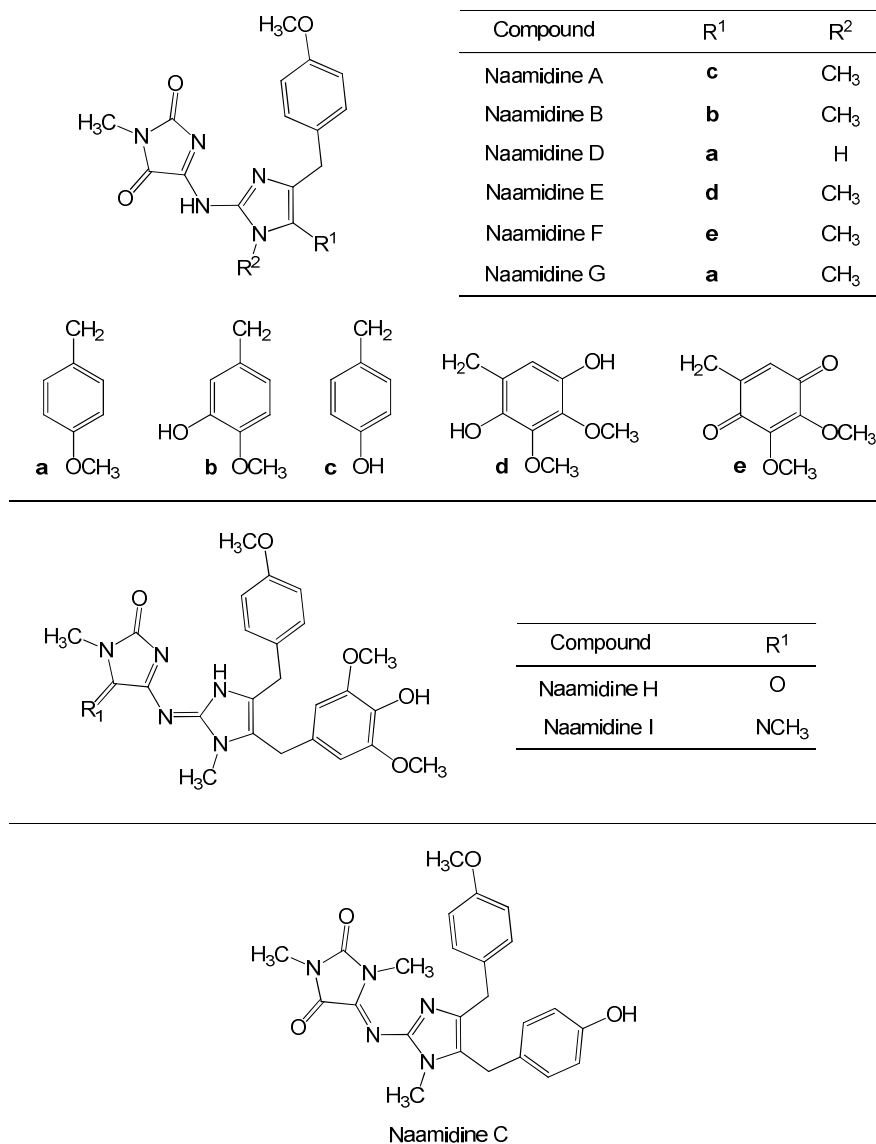 Compound R¹ R²
Naamidine A c CH₃
Naamidine B b CH₃
Naamidine D a H
Naamidine E d CH₃
Naamidine F e CH₃
Naamidine G a CH₃
H₃CO
O
H₃C N N
O HN N
N R¹
R²
CH₂ CH₂ CH₂ H₂C OH H₂C O
HO HO OCH₃ O OCH₃
OCH₃ OCH₃ OH OCH₃ OCH₃
a b c d e
H₃CO
O
H₃C N N
R₁ N H N
N
H₃C
OCH₃
OH
OCH₃
Compound R¹
Naamidine H O
Naamidine I NCH₃
H₃CO
O
H₃C N N CH₃
O N N
N
H₃C
OH
Naamidine C